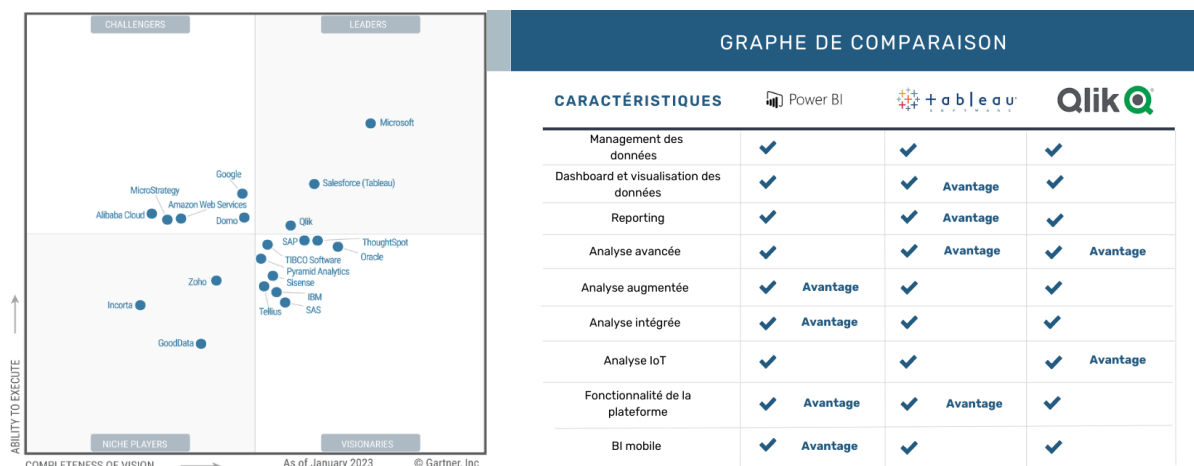 CHALLENGERS
LEADERS
Microsoft
Google
Salesforce (Tableau)
MicroStrategy
Amazon Web Services
Alibaba Cloud
Domo
Qlik
SAP
ThoughtSpot
Oracle
TIBCO Software
Pyramid Analytics
Zoho
Sisense
IBM
Incorta
Tellius
SAS
GoodData
ABILITY TO EXECUTE
NICHE PLAYERS
VISIONARIES
COMPLETENESS OF VISION
As of January 2023
© Gartner, Inc
GRAPHE DE COMPARAISON
CARACTÉRISTIQUES
Power BI
+ableau
SOFTWARE
Qlik
Management des
données
Dashboard et visualisation des
données
Avantage
Reporting
Avantage
Analyse avancée
Avantage
Avantage
Analyse augmentée
Avantage
Analyse intégrée
Avantage
Analyse IoT
Avantage
Fonctionnalité de la
plateforme
Avantage
Avantage
BI mobile
Avantage